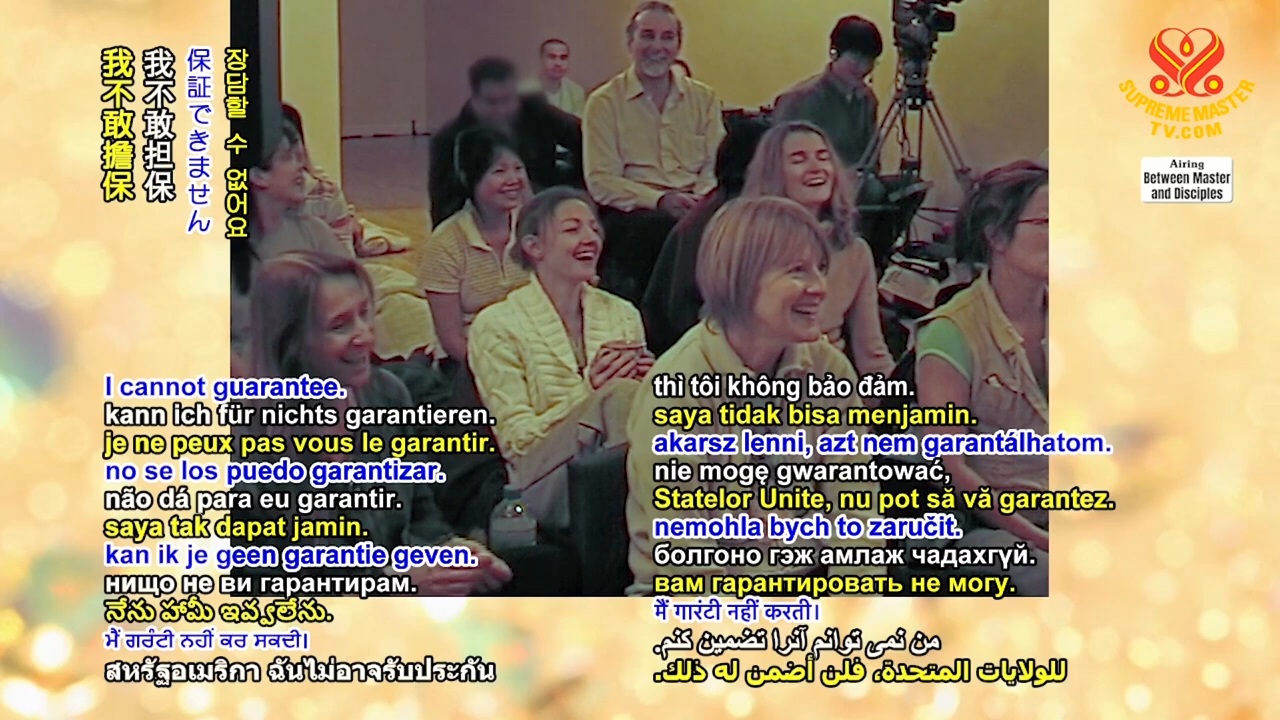 我不敢擔保
我不敢担保
保証できません
장담할 수 없어요
SUPREME MASTER
TV.COM
Airing
Between Master
and Disciples
I cannot guarantee.
kann ich für nichts garantieren.
je ne peux pas vous le garantir.
no se los puedo garantizar.
não dá para eu garantir.
saya tak dapat jamin.
kan ik je geen garantie geven.
нищо не ви гарантирам.
నేను హామీ ఇవ్వలేను.
ਮੈਂ ਗਰੰਟੀ ਨਹੀਂ ਕਰ ਸਕਦੀ।
สหรัฐอเมริกา ฉันไม่อาจรับประกัน
thì tôi không bảo đảm.
saya tidak bisa menjamin.
akarsz lenni, azt nem garantálhatom.
nie mogę gwarantować,
Statelor Unite, nu pot să vă garantez.
nemohla bych to zaručit.
болгоно гэж амлаж чадахгүй.
вам гарантировать не могу.
मैं गारंटी नहीं करती।
من نمی توانم آنرا تضمین کنم.
للولايات المتحدة، فلن أضمن له ذلك.